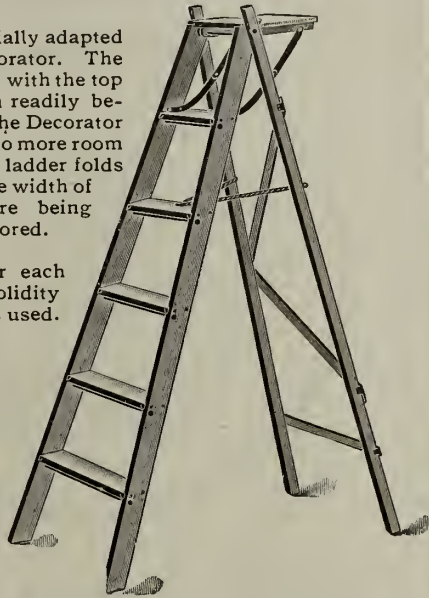 ially adapted
orator. The
with the top
readily be-
he Decorator
o more room
ladder folds
e width of
re being
ored.
r each
olidity
s used.